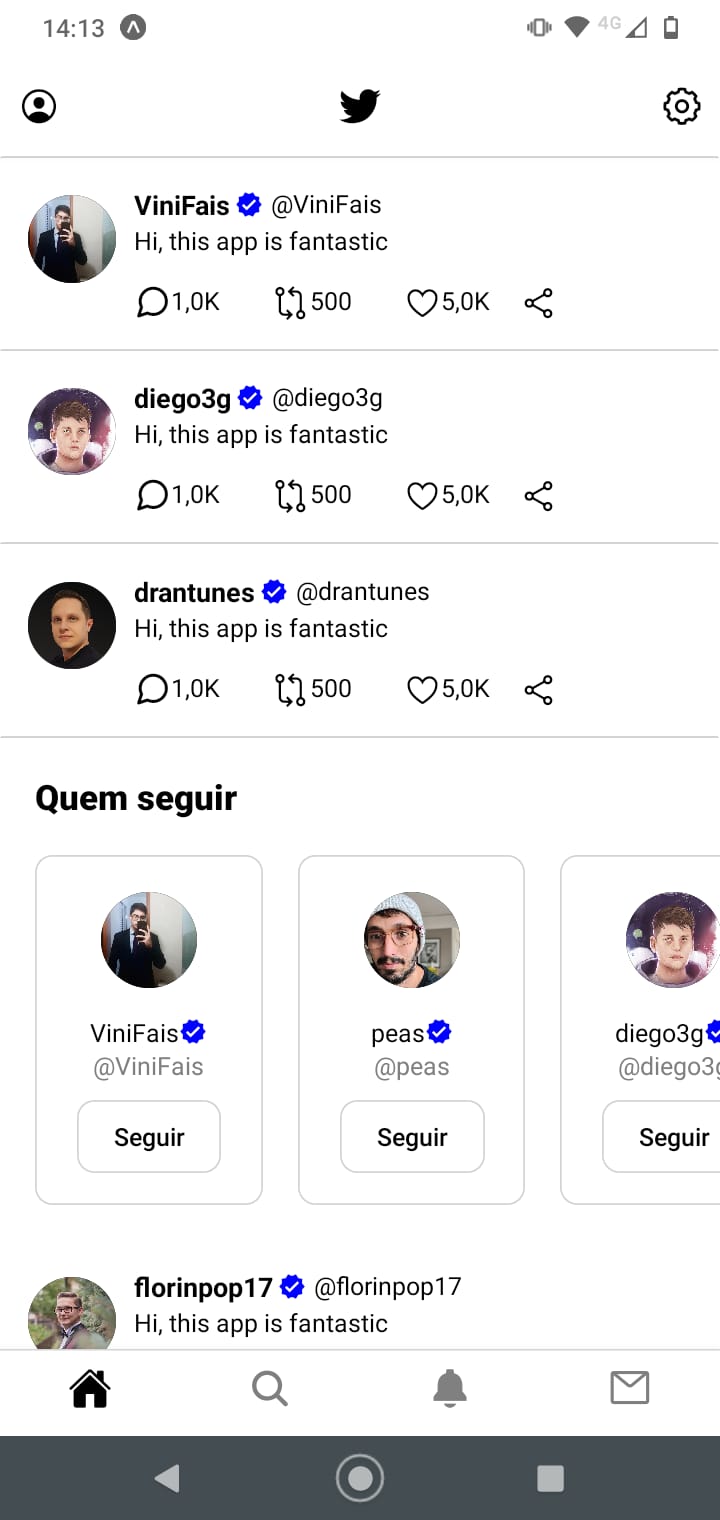 14:13
4G
ViniFais @ViniFais
Hi, this app is fantastic
1,0K 500 5,0K
diego3g @diego3g
Hi, this app is fantastic
1,0K 500 5,0K
drantunes @drantunes
Hi, this app is fantastic
1,0K 500 5,0K
Quem seguir
ViniFais peas diego3g
@ViniFais @peas @diego3g
Seguir Seguir Seguir
florinpop17 @florinpop17
Hi, this app is fantastic